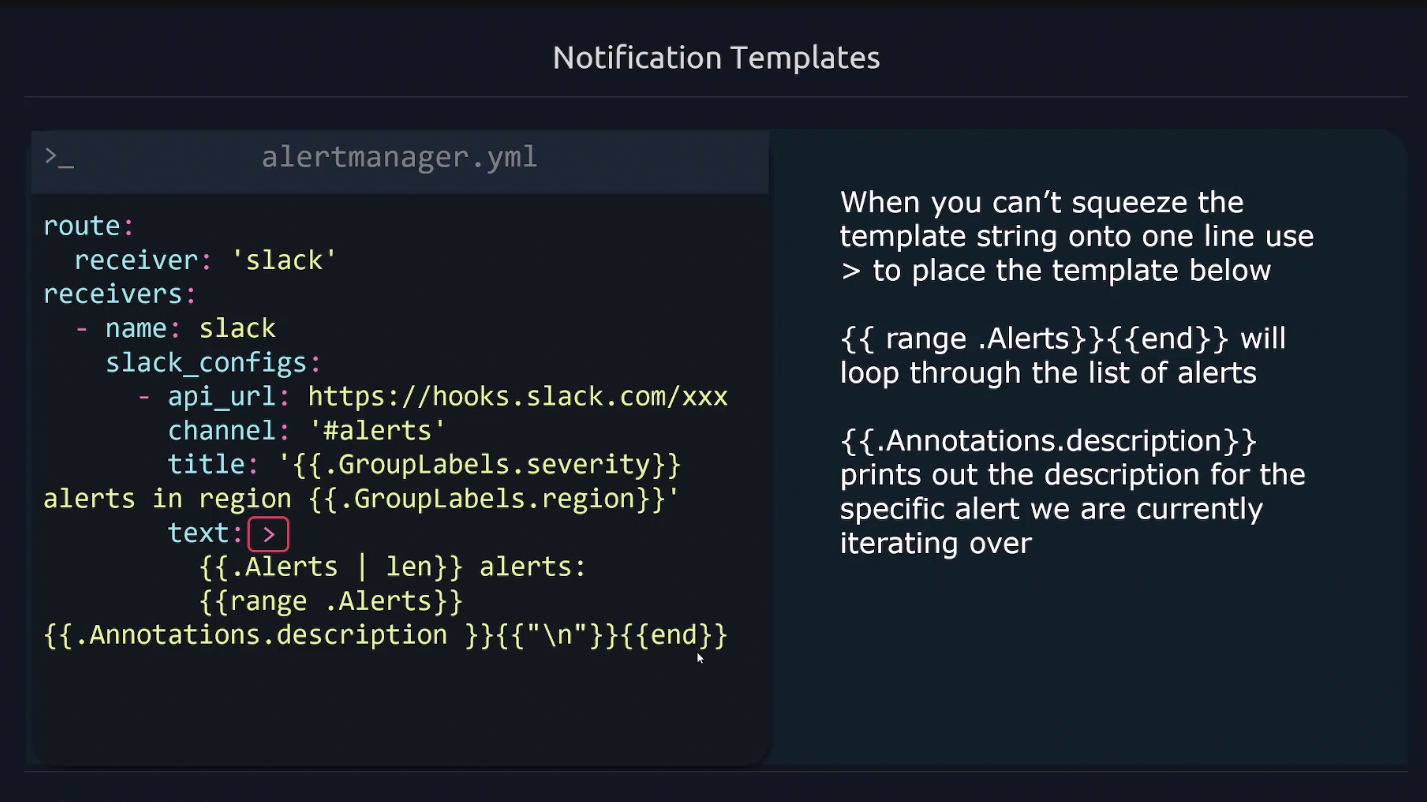 Notification Templates
>_ alertmanager.yml
route:
  receiver: 'slack'
receivers:
  - name: slack
    slack_configs:
      - api_url: https://hooks.slack.com/xxx
        channel: '#alerts'
        title: '{{.GroupLabels.severity}}
alerts in region {{.GroupLabels.region}}'
        text: >
          {{.Alerts | len}} alerts:
          {{range .Alerts}}
{{.Annotations.description }}{{"\n"}}{{end}}
When you can’t squeeze the
template string onto one line use
> to place the template below
{{ range .Alerts}}{{end}} will
loop through the list of alerts
{{.Annotations.description}}
prints out the description for the
specific alert we are currently
iterating over